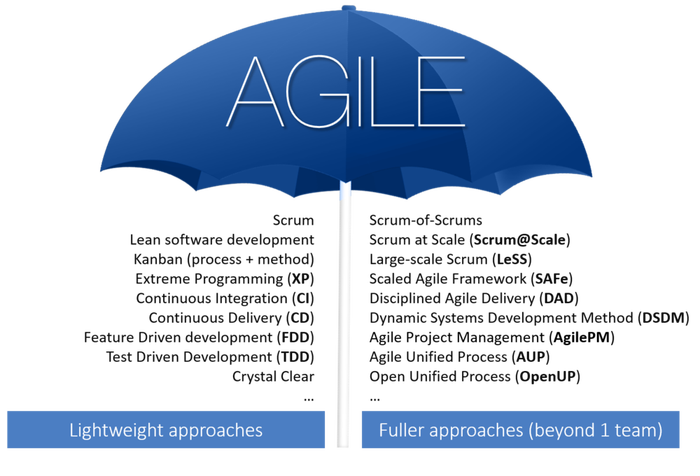 AGILE
Scrum
Lean software development
Kanban (process + method)
Extreme Programming (XP)
Continuous Integration (CI)
Continuous Delivery (CD)
Feature Driven development (FDD)
Test Driven Development (TDD)
Crystal Clear
...
Lightweight approaches
Scrum-of-Scrums
Scrum at Scale (Scrum@Scale)
Large-scale Scrum (LeSS)
Scaled Agile Framework (SAFe)
Disciplined Agile Delivery (DAD)
Dynamic Systems Development Method (DSDM)
Agile Project Management (AgilePM)
Agile Unified Process (AUP)
Open Unified Process (OpenUP)
...
Fuller approaches (beyond 1 team)